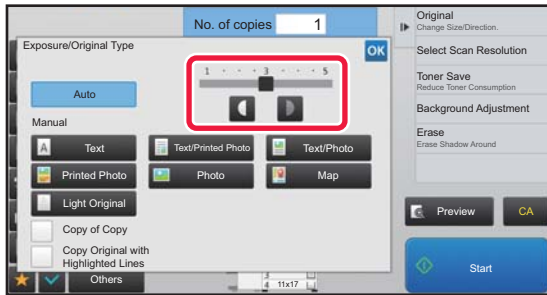 No. of copies 1
Original
Change Size/Direction.
Exposure/Original Type
OK
Select Scan Resolution
1 · · · 3 · · · 5
Toner Save
Reduce Toner Consumption
Auto
Background Adjustment
Manual
Erase
Erase Shadow Around
A Text
Text/Printed Photo
Text/Photo
Printed Photo
Photo
Map
Light Original
Preview
CA
Copy of Copy
Copy Original with
Highlighted Lines
Start
Others
3
4 11x17